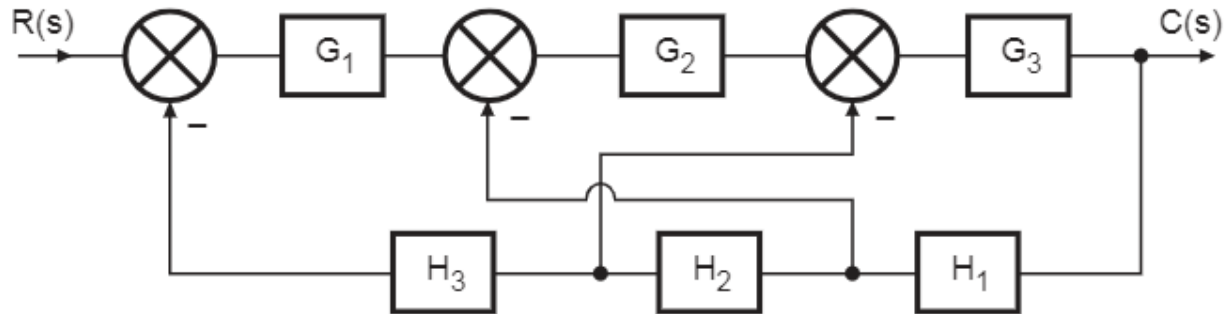 R(s) G₁ G₂ G₃ C(s)
− − −
H₃ H₂ H₁